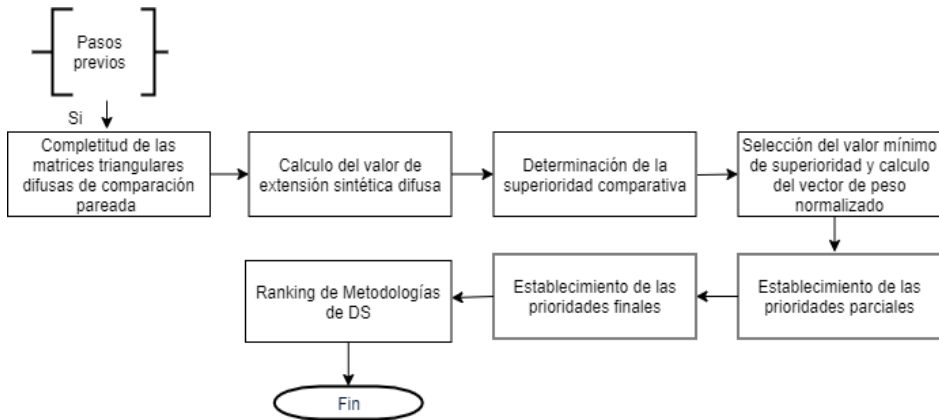 Pasos
previos
Si
Completitud de las
matrices triangulares
difusas de comparación
pareada
Calculo del valor de
extensión sintética difusa
Determinación de la
superioridad comparativa
Selección del valor mínimo
de superioridad y calculo
del vector de peso
normalizado
Establecimiento de las
prioridades parciales
Establecimiento de las
prioridades finales
Ranking de Metodologías
de DS
Fin